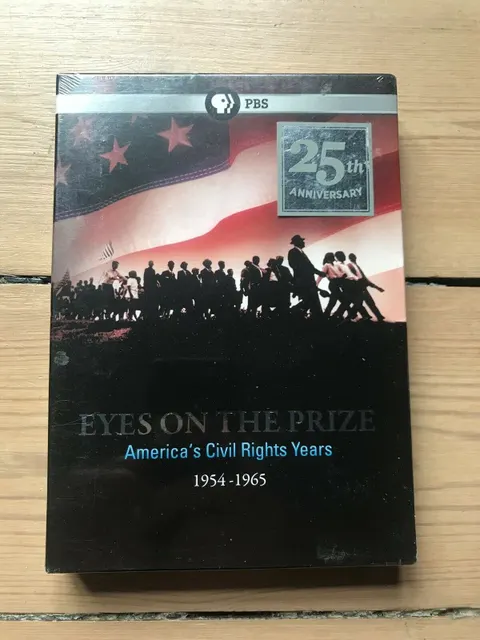 PBS
25th
ANNIVERSARY
EYES ON THE PRIZE
America's Civil Rights Years
1954-1965